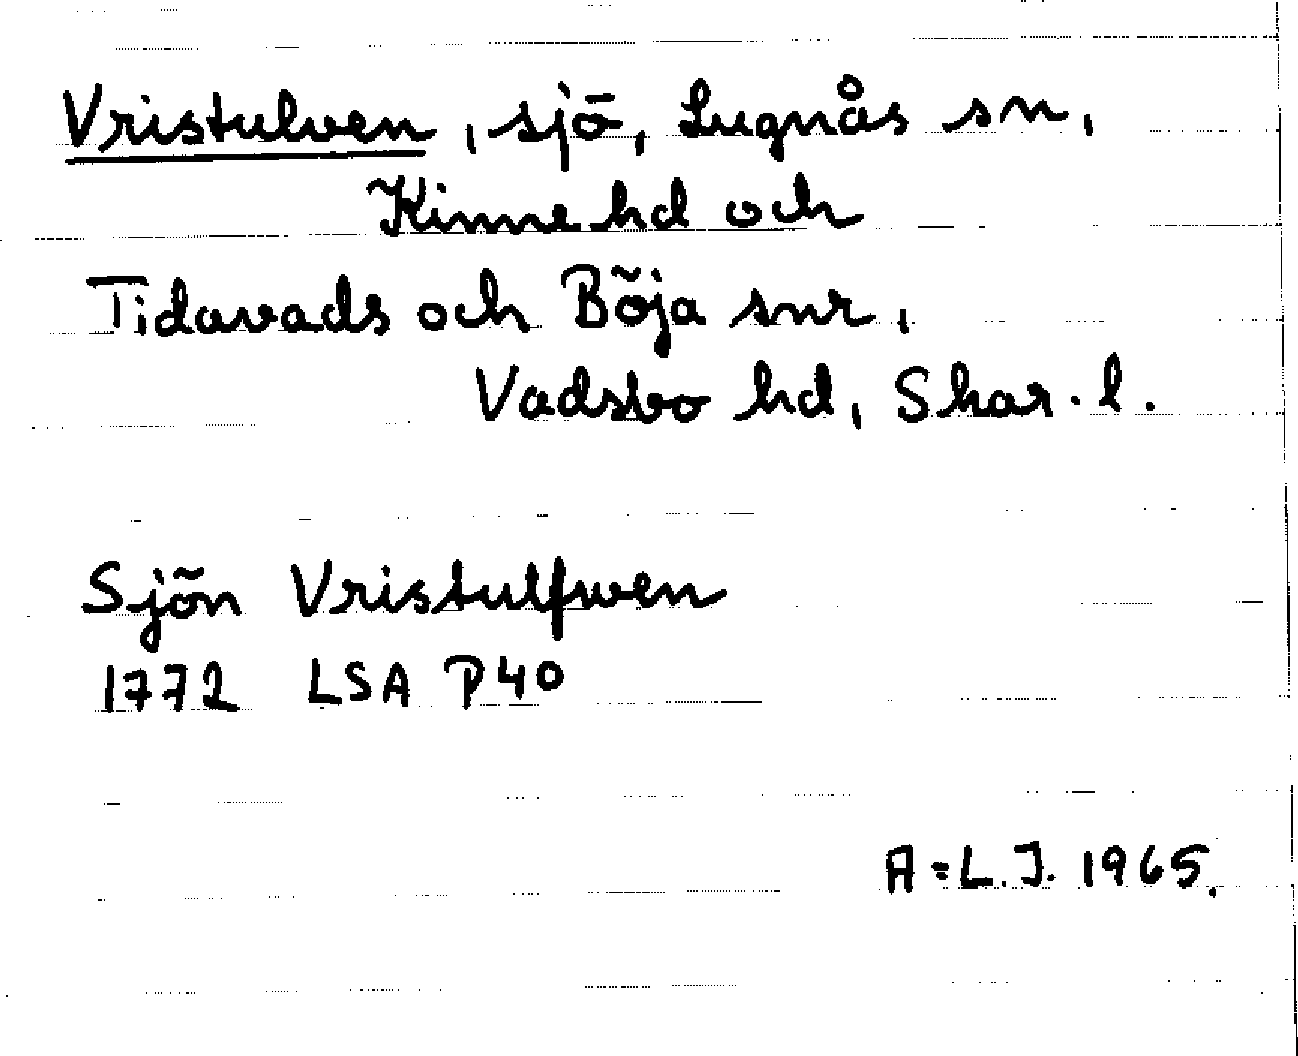 Vristulven, sjö, Lugnås sn,
Kinne hd och
Tidavads och Böja snr,
Vadsbo hd, Skar. l.
Sjön Vristulfwen
1772 LSA P40
A=L.J. 1965.